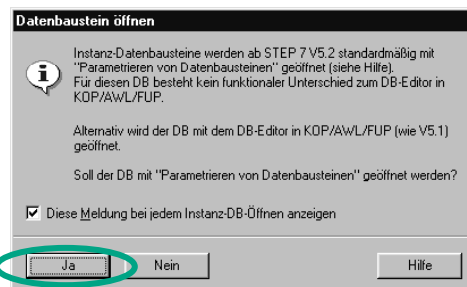 Datenbaustein öffnen
Instanz-Datenbausteine werden ab STEP 7 V5.2 standardmäßig mit
"Parametrieren von Datenbausteinen" geöffnet (siehe Hilfe).
Für diesen DB besteht kein funktionaler Unterschied zum DB-Editor in
KOP/AWL/FUP.
Alternativ wird der DB mit dem DB-Editor in KOP/AWL/FUP (wie V5.1)
geöffnet.
Soll der DB mit "Parametrieren von Datenbausteinen" geöffnet werden?
Diese Meldung bei jedem Instanz-DB-Öffnen anzeigen
Ja
Nein
Hilfe